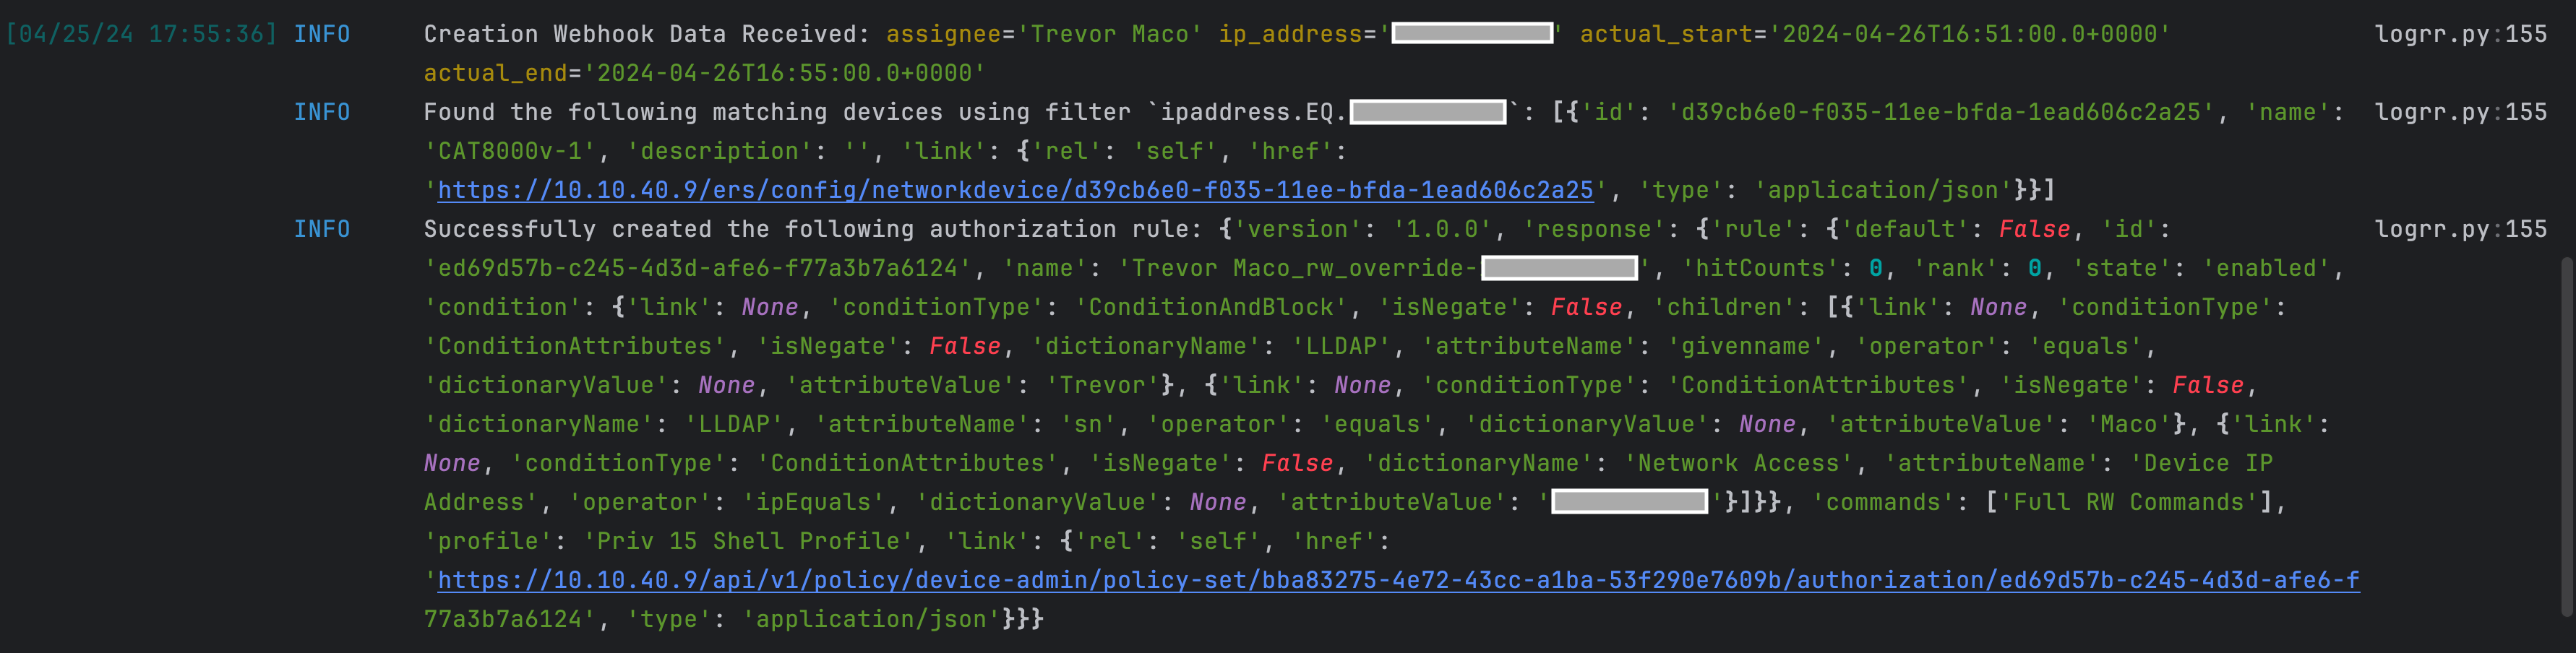 [04/25/24 17:55:36] INFO Creation Webhook Data Received: assignee='Trevor Maco' ip_address='' actual_start='2024-04-26T16:51:00.0+0000' logrr.py:155
actual_end='2024-04-26T16:55:00.0+0000'
INFO Found the following matching devices using filter `ipaddress.EQ.`: [{'id': 'd39cb6e0-f035-11ee-bfda-1ead606c2a25', 'name': logrr.py:155
'CAT8000v-1', 'description': '', 'link': {'rel': 'self', 'href':
'https://10.10.40.9/ers/config/networkdevice/d39cb6e0-f035-11ee-bfda-1ead606c2a25', 'type': 'application/json'}}]
INFO Successfully created the following authorization rule: {'version': '1.0.0', 'response': {'rule': {'default': False, 'id': logrr.py:155
'ed69d57b-c245-4d3d-afe6-f77a3b7a6124', 'name': 'Trevor Maco_rw_override-', 'hitCounts': 0, 'rank': 0, 'state': 'enabled',
'condition': {'link': None, 'conditionType': 'ConditionAndBlock', 'isNegate': False, 'children': [{'link': None, 'conditionType':
'ConditionAttributes', 'isNegate': False, 'dictionaryName': 'LLDAP', 'attributeName': 'givenname', 'operator': 'equals',
'dictionaryValue': None, 'attributeValue': 'Trevor'}, {'link': None, 'conditionType': 'ConditionAttributes', 'isNegate': False,
'dictionaryName': 'LLDAP', 'attributeName': 'sn', 'operator': 'equals', 'dictionaryValue': None, 'attributeValue': 'Maco'}, {'link':
None, 'conditionType': 'ConditionAttributes', 'isNegate': False, 'dictionaryName': 'Network Access', 'attributeName': 'Device IP
Address', 'operator': 'ipEquals', 'dictionaryValue': None, 'attributeValue': ''}]}}, 'commands': ['Full RW Commands'],
'profile': 'Priv 15 Shell Profile', 'link': {'rel': 'self', 'href':
'https://10.10.40.9/api/v1/policy/device-admin/policy-set/bba83275-4e72-43cc-a1ba-53f290e7609b/authorization/ed69d57b-c245-4d3d-afe6-f
77a3b7a6124', 'type': 'application/json'}}}